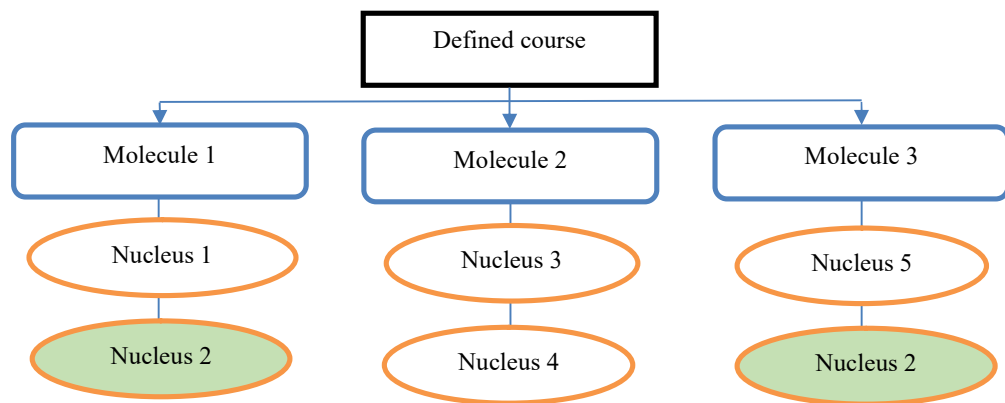 Defined course
Molecule 1
Molecule 2
Molecule 3
Nucleus 1
Nucleus 3
Nucleus 5
Nucleus 2
Nucleus 4
Nucleus 2